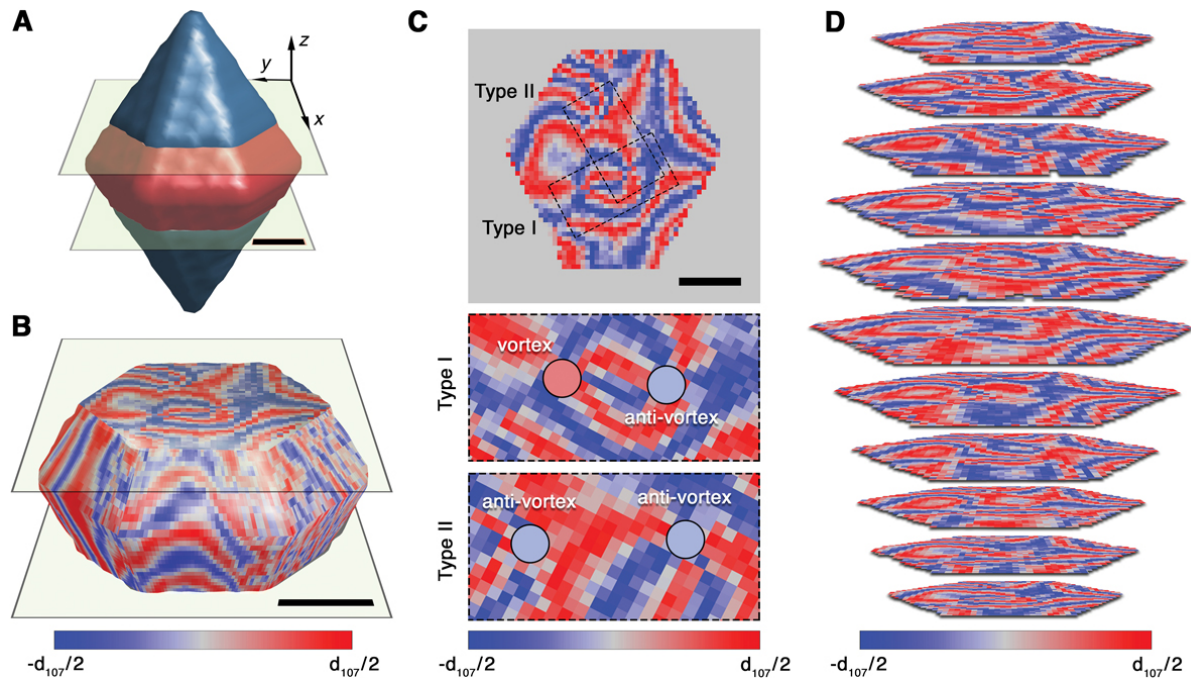 A
z
y
x
B
-d107/2
d107/2
C
Type II
Type I
Type I
vortex
anti-vortex
Type II
anti-vortex
anti-vortex
-d107/2
d107/2
D
-d107/2
d107/2